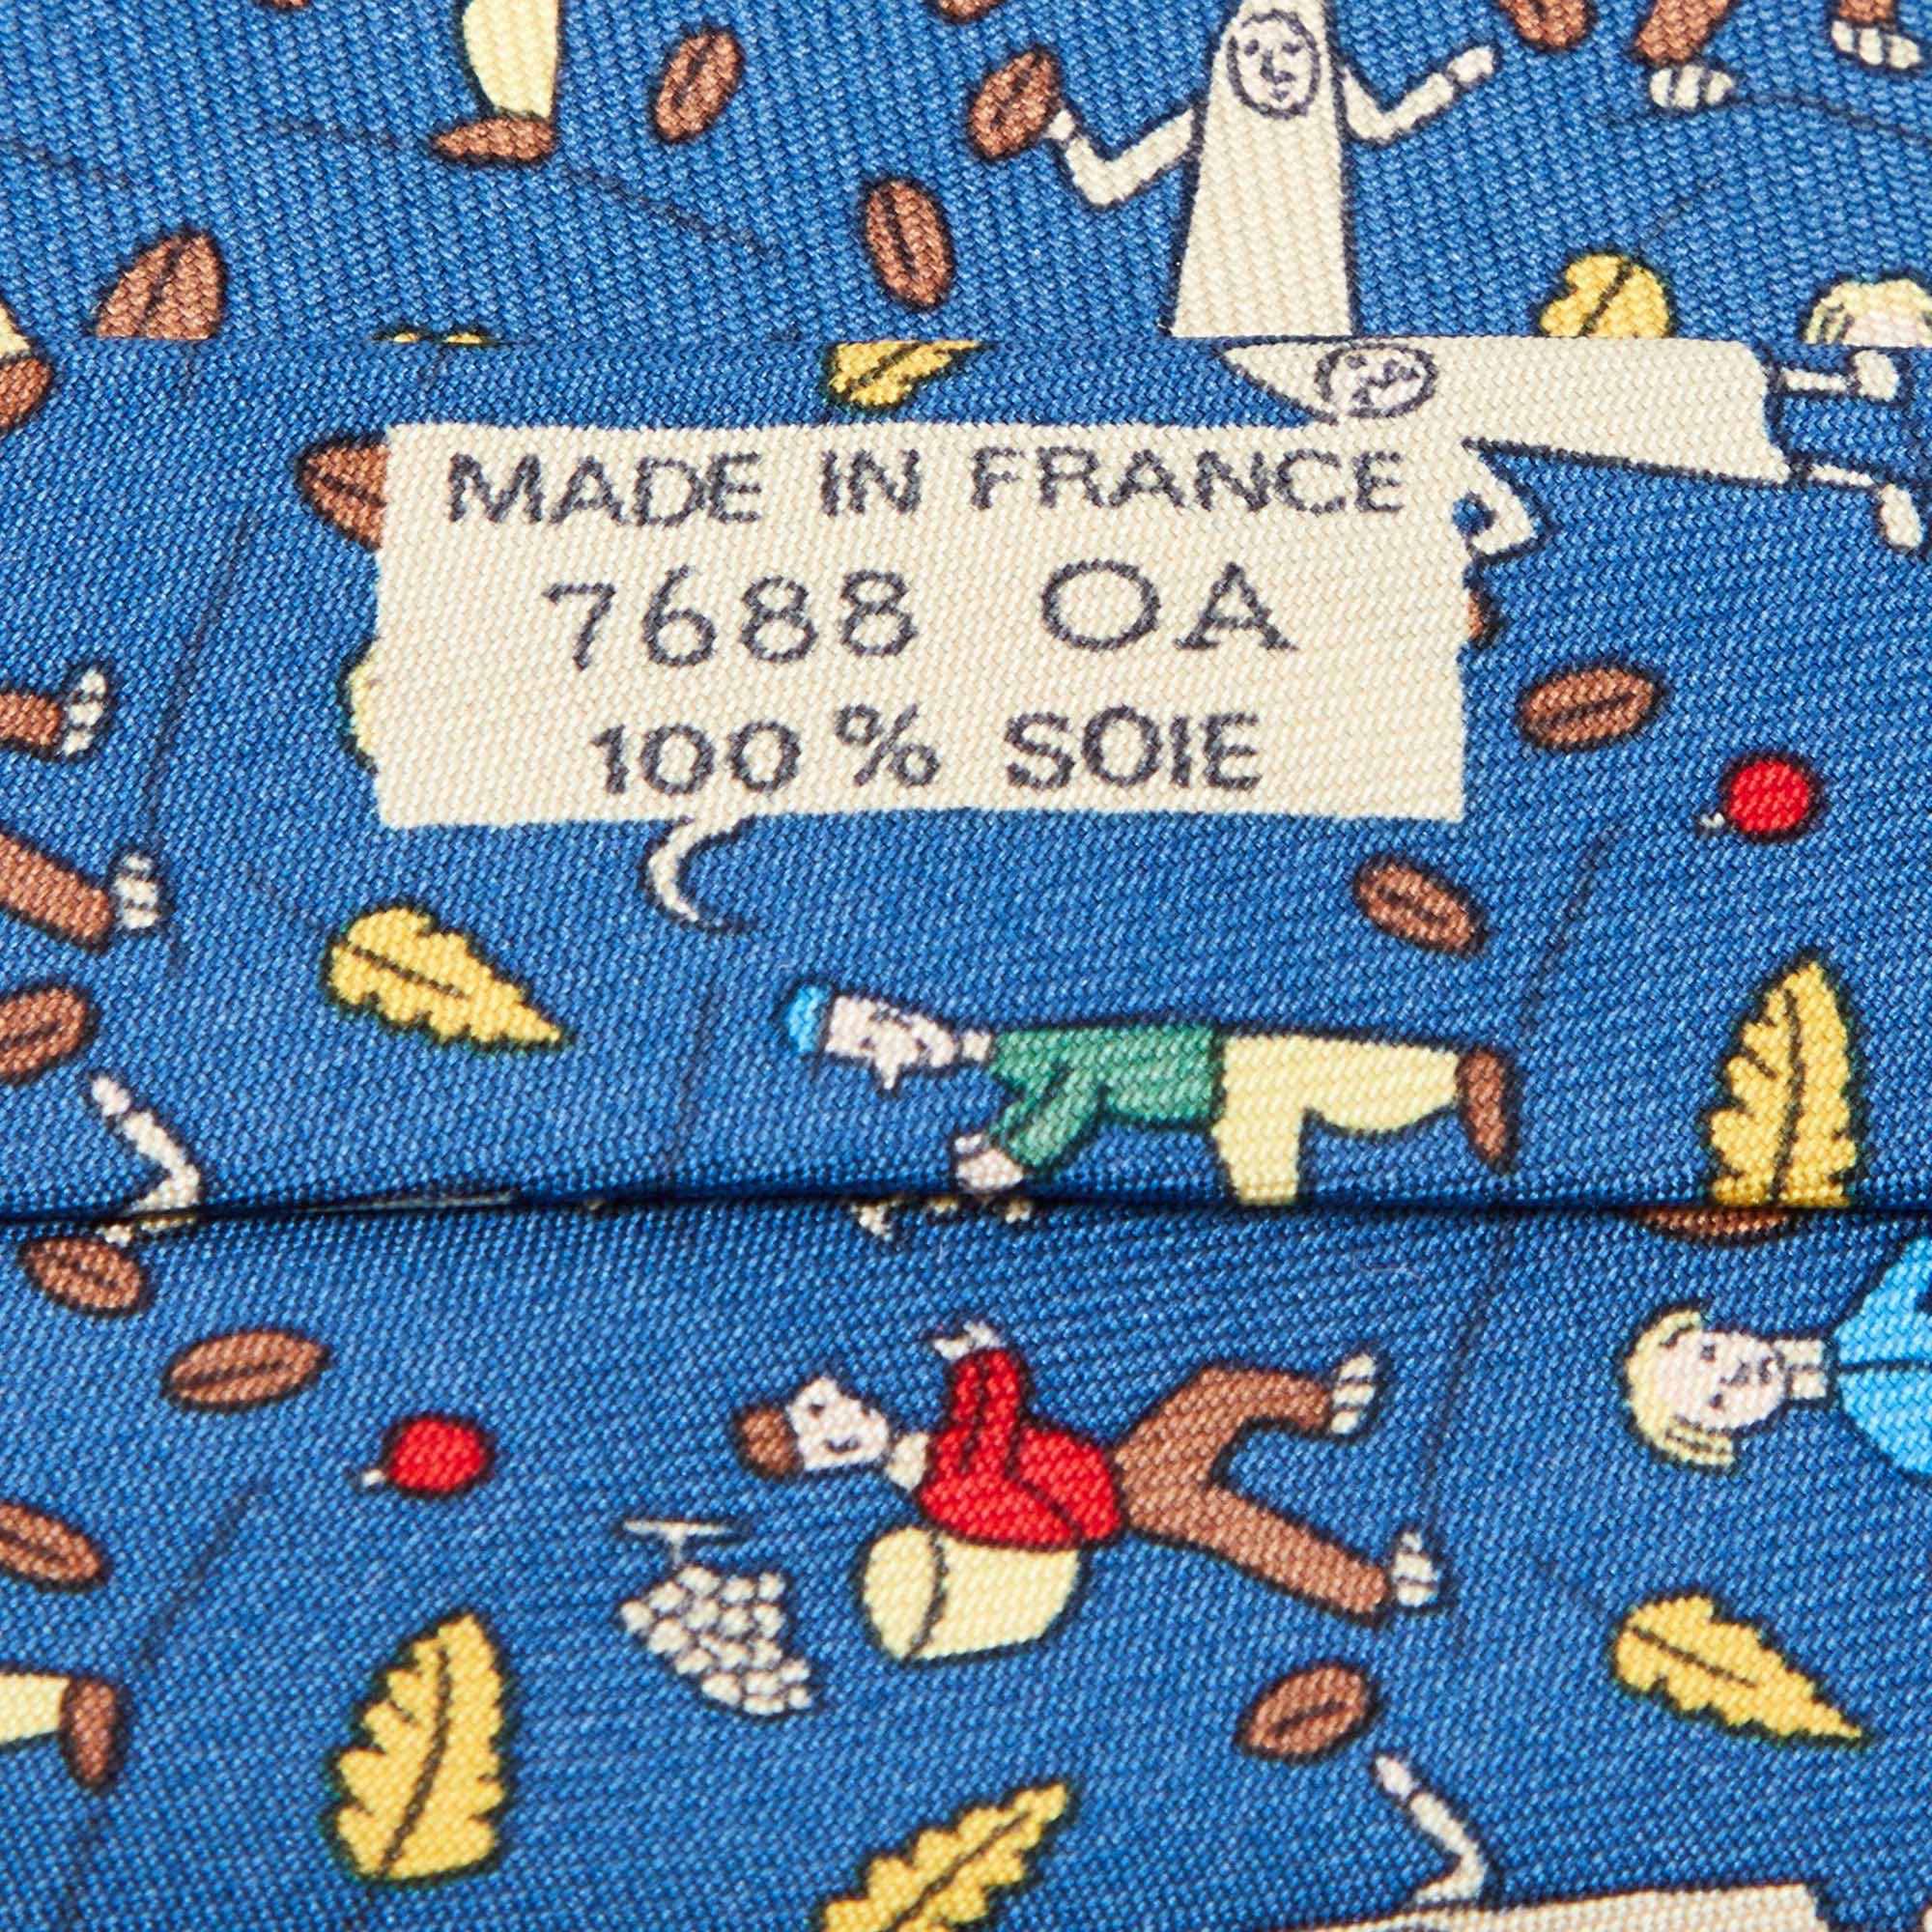 MADE IN FRANCE
7688 OA
100% SOIE